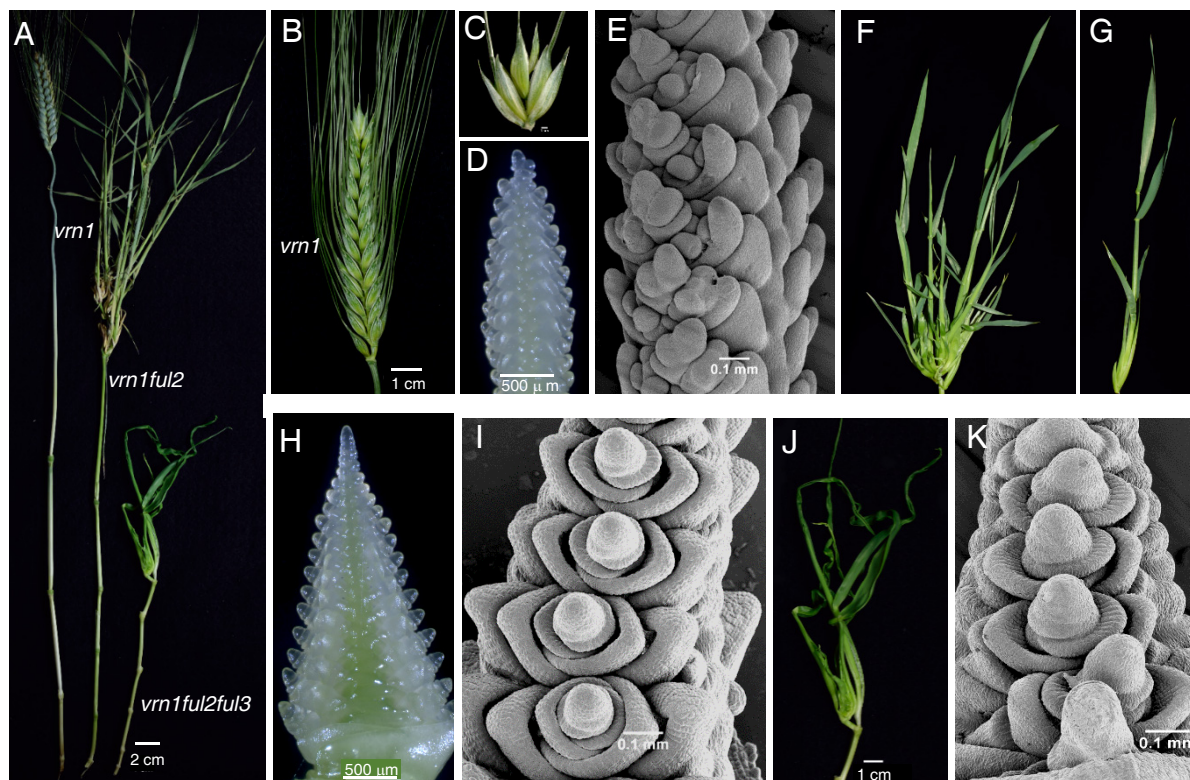 A
B
C
D
E
F
G
vrn1
vrn1
1 cm
500 μ m
0.1 mm
vrn1ful2
vrn1ful2ful3
2 cm
H
I
J
K
500 μm
0.1 mm
1 cm
0.1 mm